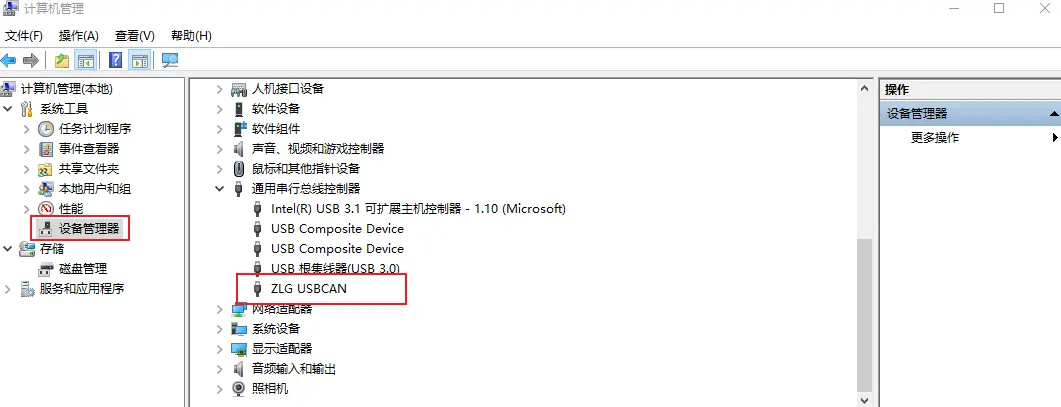 计算机管理
文件(F) 操作(A) 查看(V) 帮助(H)
计算机管理(本地)
系统工具
任务计划程序
事件查看器
共享文件夹
本地用户和组
性能
设备管理器
存储
磁盘管理
服务和应用程序
人机接口设备
软件设备
软件组件
声音、视频和游戏控制器
鼠标和其他指针设备
通用串行总线控制器
Intel(R) USB 3.1 可扩展主机控制器 - 1.10 (Microsoft)
USB Composite Device
USB Composite Device
USB 根集线器(USB 3.0)
ZLG USBCAN
网络适配器
系统设备
显示适配器
音频输入和输出
照相机
操作
设备管理器
更多操作